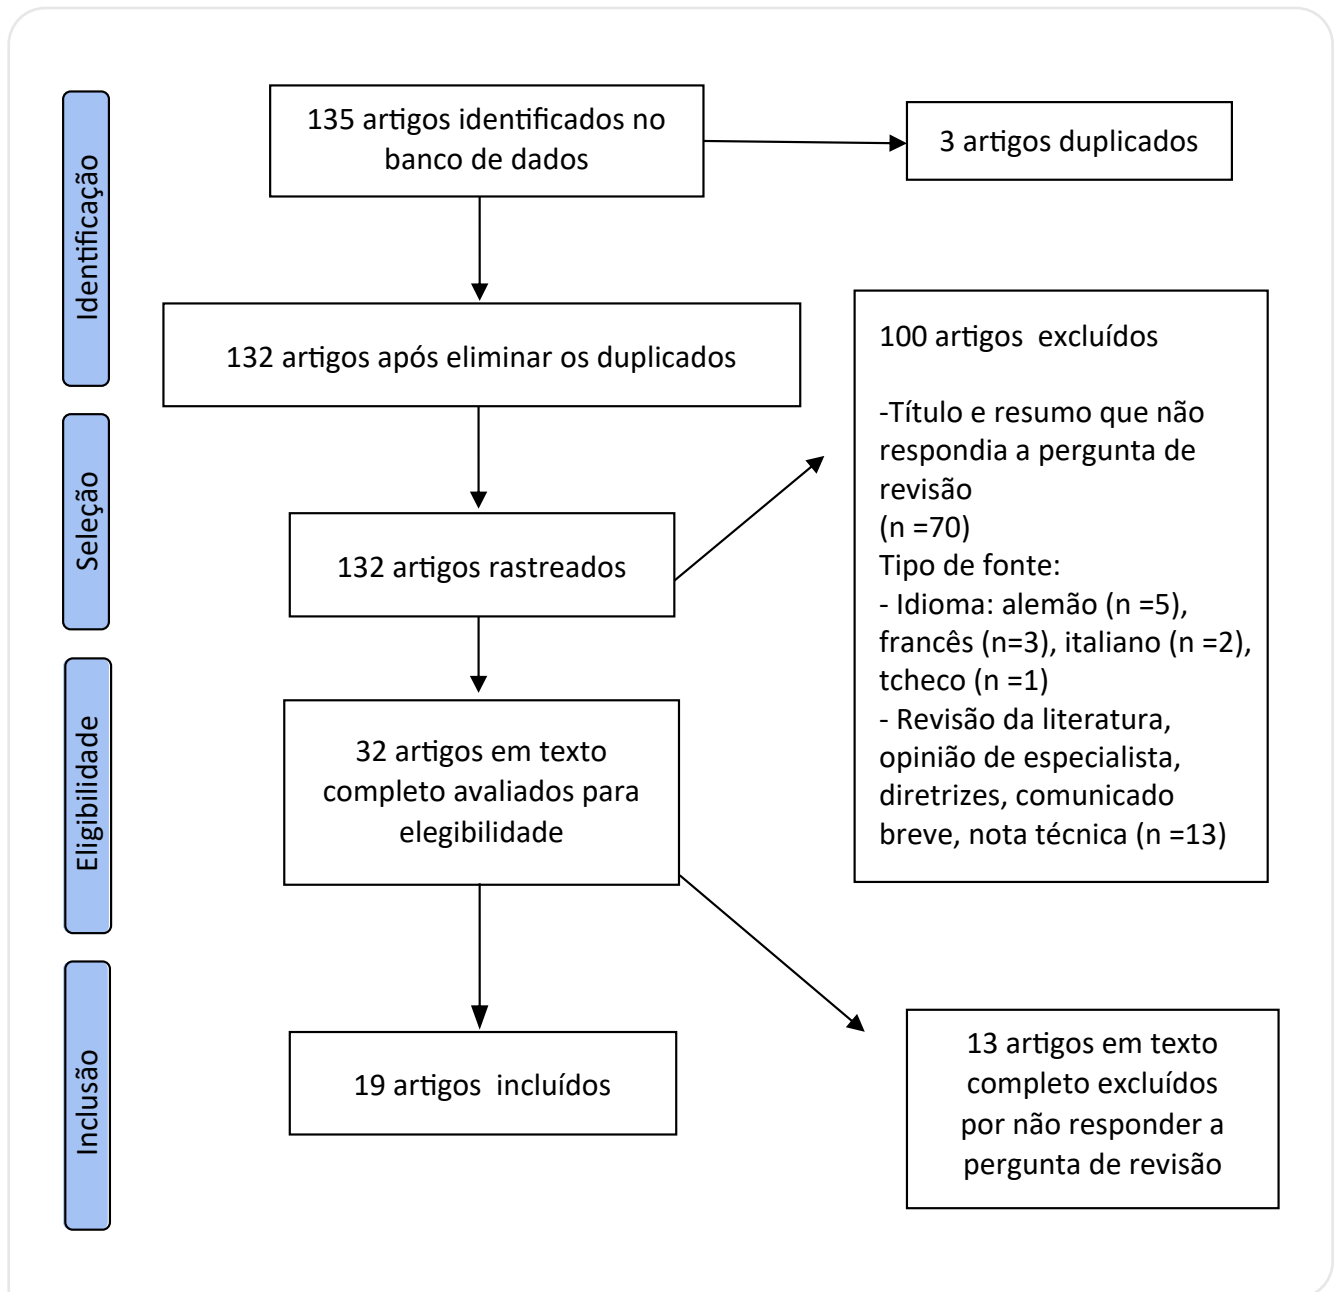 Identificação
135 artigos identificados no
banco de dados
3 artigos duplicados
132 artigos após eliminar os duplicados
Seleção
132 artigos rastreados
100 artigos excluídos
-Título e resumo que não
respondia a pergunta de
revisão
(n =70)
Tipo de fonte:
- Idioma: alemão (n =5),
francês (n=3), italiano (n =2),
tcheco (n =1)
- Revisão da literatura,
opinião de especialista,
diretrizes, comunicado
breve, nota técnica (n =13)
Eligibilidade
32 artigos em texto
completo avaliados para
elegibilidade
Inclusão
19 artigos incluídos
13 artigos em texto
completo excluídos
por não responder a
pergunta de revisão